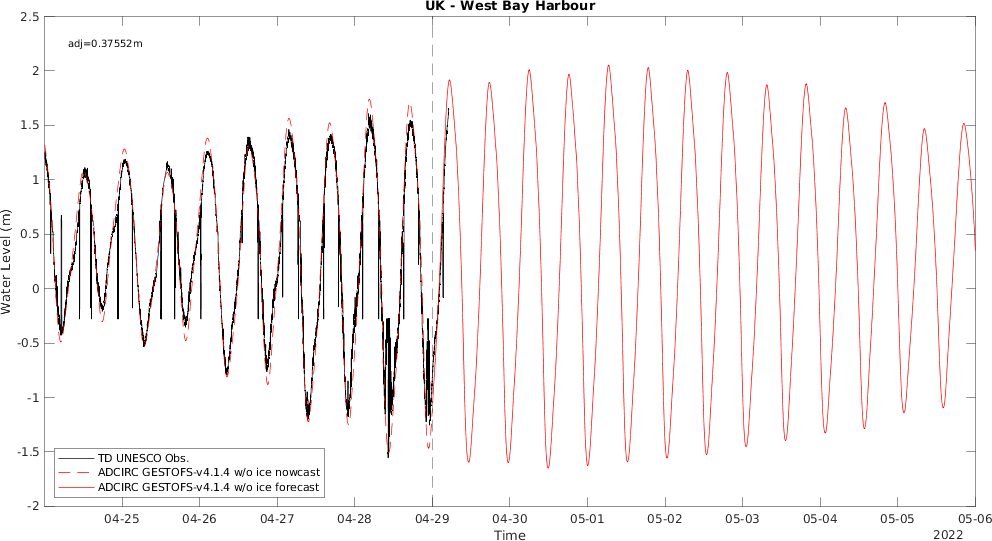 UK - West Bay Harbour
adj=0.37552m
2.5
2
1.5
1
0.5
0
-0.5
-1
-1.5
-2
Water Level (m)
TD UNESCO Obs.
ADCIRC GESTOFS-v4.1.4 w/o ice nowcast
ADCIRC GESTOFS-v4.1.4 w/o ice forecast
04-25 04-26 04-27 04-28 04-29 04-30 05-01 05-02 05-03 05-04 05-05 05-06
Time
2022